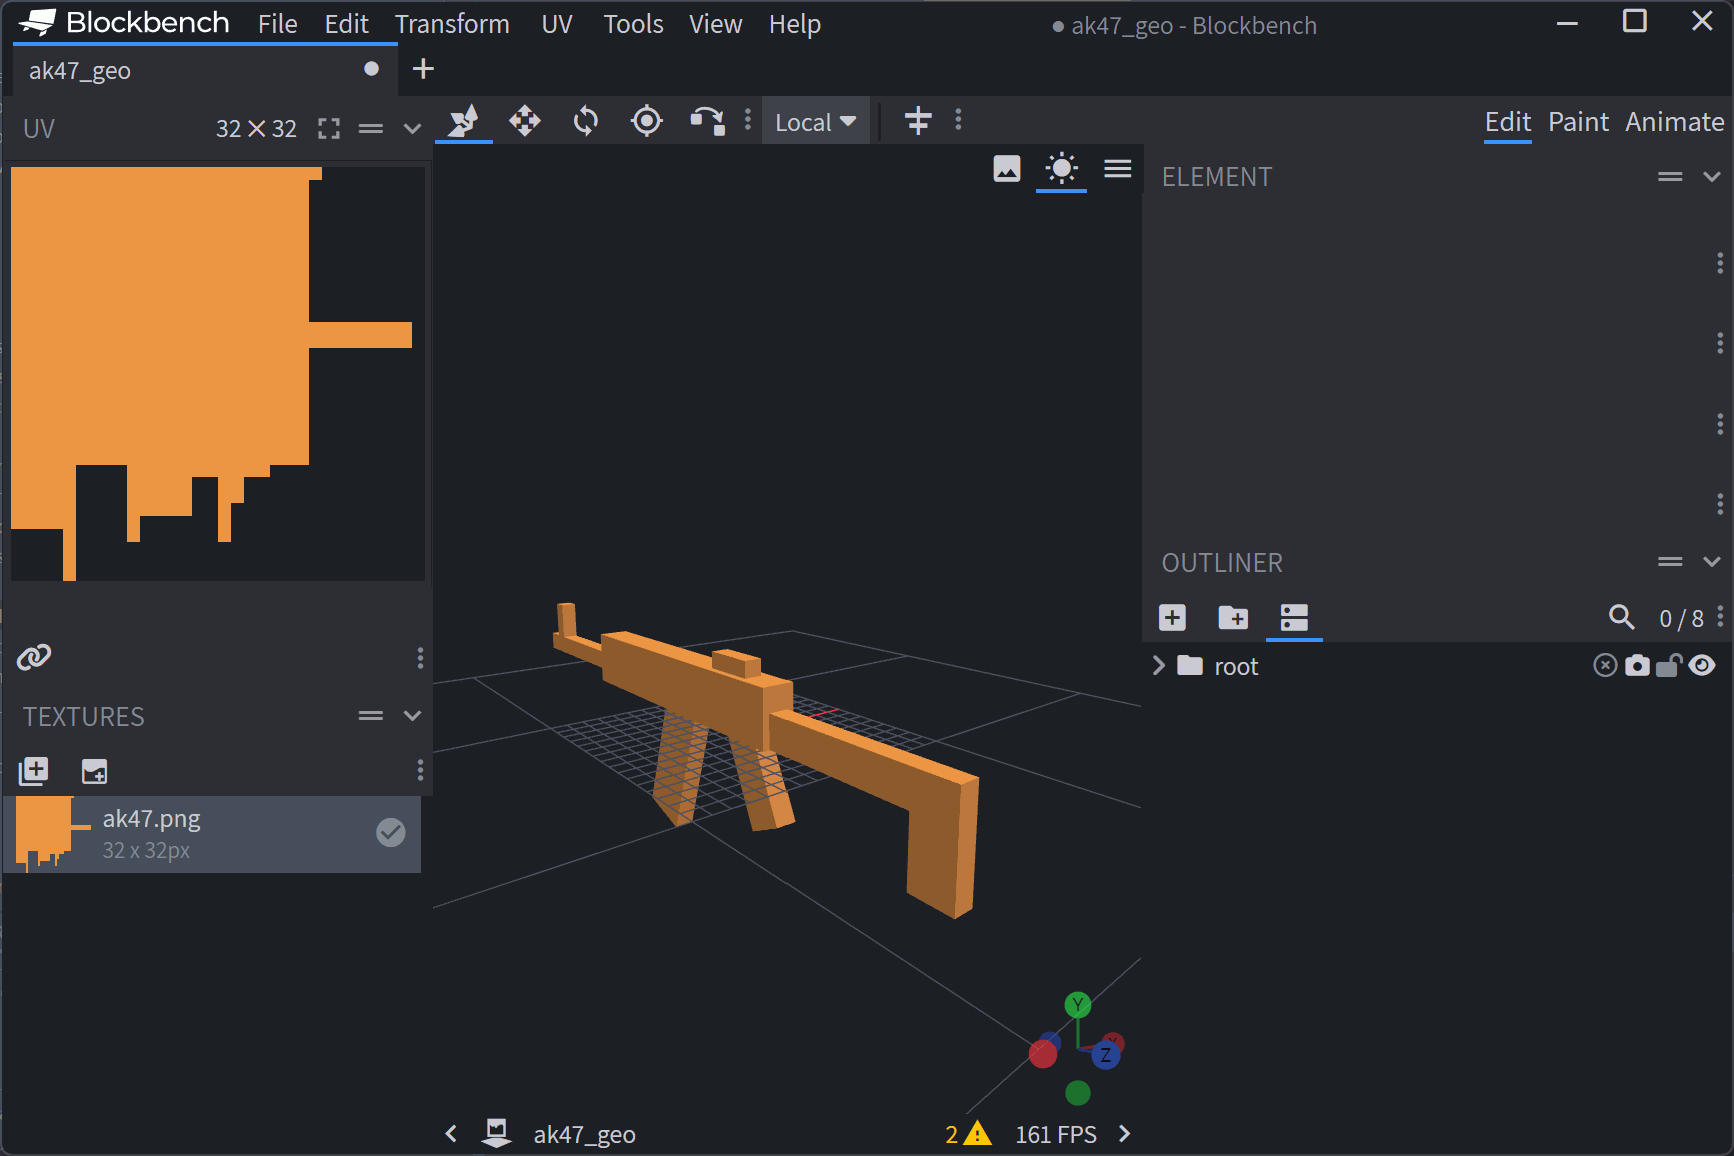 Blockbench File Edit Transform UV Tools View Help ● ak47_geo - Blockbench
ak47_geo
UV 32 × 32 Local Edit Paint Animate
ELEMENT
OUTLINER
0 / 8
root
TEXTURES
ak47.png
32 x 32px
Y
X
Z
ak47_geo 2 161 FPS